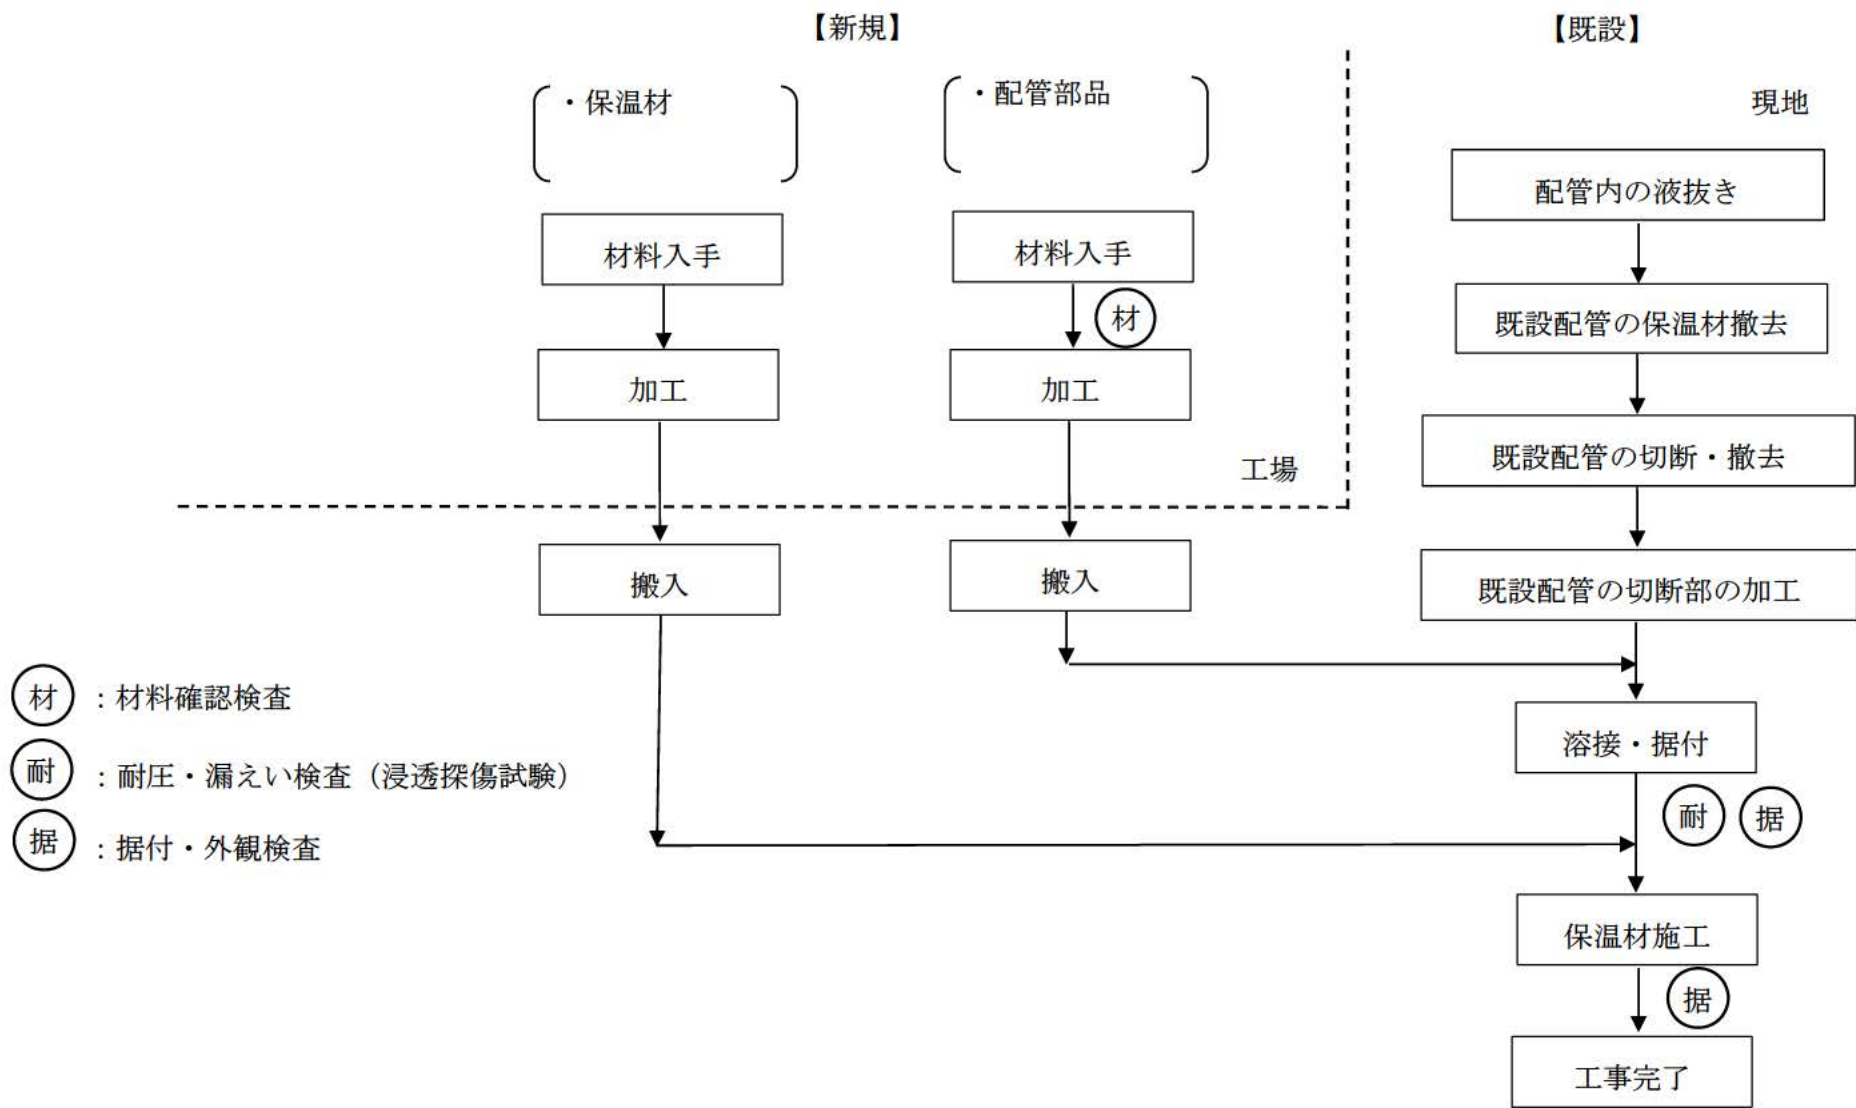 【新規】
【既設】
・保温材
・配管部品
現地
材料入手
材料入手
配管内の液抜き
材
既設配管の保温材撤去
加工
加工
既設配管の切断・撤去
工場
搬入
搬入
既設配管の切断部の加工
材 ：材料確認検査
溶接・据付
耐 ：耐圧・漏えい検査（浸透探傷試験）
耐 据
据 ：据付・外観検査
保温材施工
据
工事完了